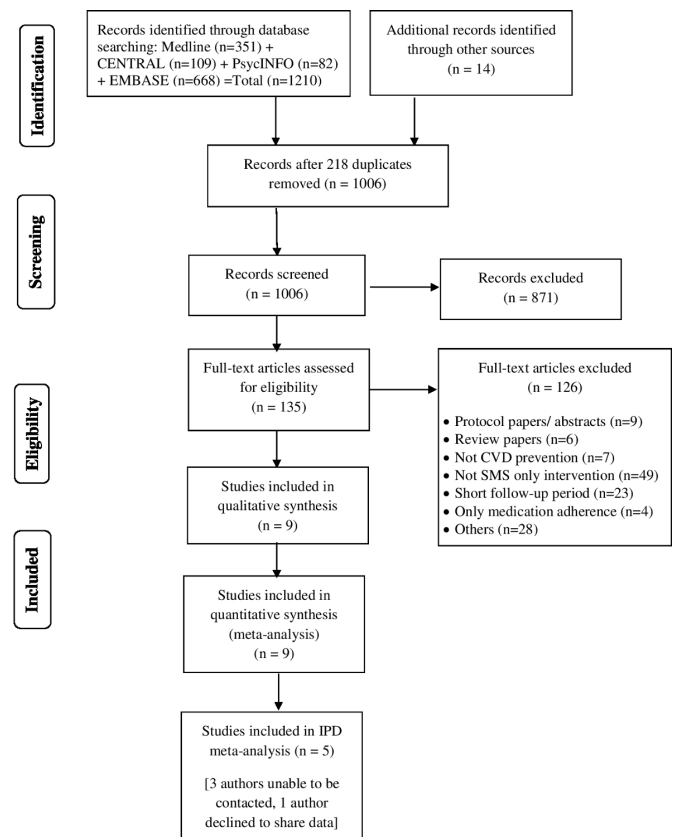 Identification
Records identified through database
searching: Medline (n=351) +
CENTRAL (n=109) + PsycINFO (n=82)
+ EMBASE (n=668) =Total (n=1210)
Additional records identified
through other sources
(n = 14)
Records after 218 duplicates
removed (n = 1006)
Screening
Records screened
(n = 1006)
Records excluded
(n = 871)
Eligibility
Full-text articles assessed
for eligibility
(n = 135)
Full-text articles excluded
(n = 126)
• Protocol papers/ abstracts (n=9)
• Review papers (n=6)
• Not CVD prevention (n=7)
• Not SMS only intervention (n=49)
• Short follow-up period (n=23)
• Only medication adherence (n=4)
• Others (n=28)
Studies included in
qualitative synthesis
(n = 9)
Included
Studies included in
quantitative synthesis
(meta-analysis)
(n = 9)
Studies included in IPD
meta-analysis (n = 5)
[3 authors unable to be
contacted, 1 author
declined to share data]